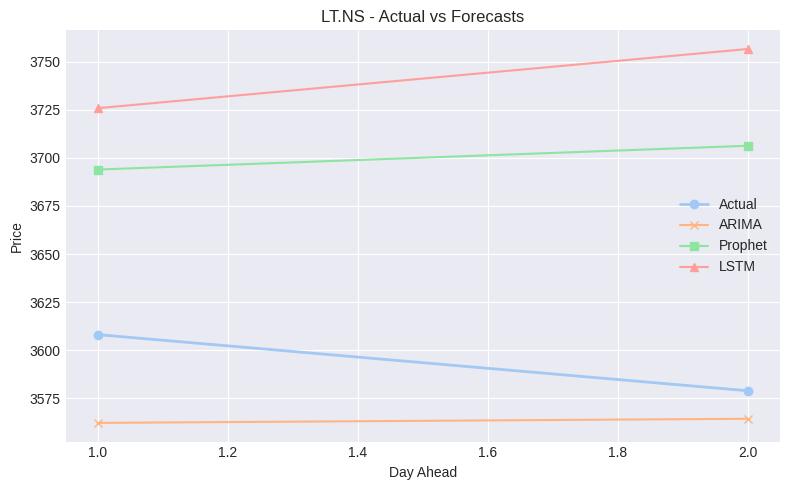 LT.NS - Actual vs Forecasts
Price
3750
3725
3700
3675
3650
3625
3600
3575
Actual
ARIMA
Prophet
LSTM
1.0 1.2 1.4 1.6 1.8 2.0
Day Ahead